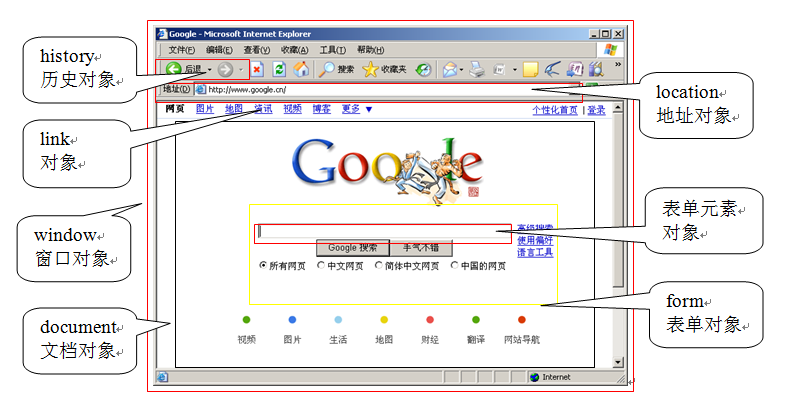 history
历史对象
link
对象
window
窗口对象
document
文档对象
Google - Microsoft Internet Explorer
文件(F) 编辑(E) 查看(V) 收藏(A) 工具(T) 帮助(H)
后退 搜索 收藏夹
地址(D) http://www.google.cn/
网页 图片 地图 资讯 视频 博客 更多 ▼ 个性化首页 | 登录
Google
高级搜索
使用偏好
语言工具
Google 搜索 手气不错
所有网页 中文网页 简体中文网页 中国的网页
视频 图片 生活 地图 财经 翻译 网站导航
Internet
location
地址对象
表单元素
对象
form
表单对象